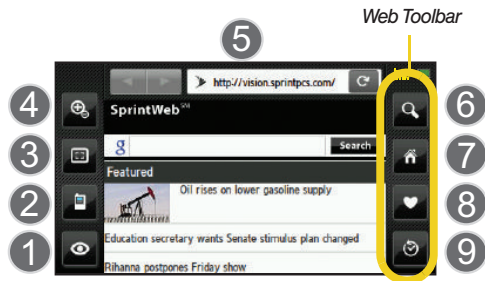 Web Toolbar
5
http://vision.sprintpcs.com/
4
SprintWeb℠
6
g
Search
3
7
Featured
Oil rises on lower gasoline supply
2
8
1
Education secretary wants Senate stimulus plan changed
9
Rihanna postpones Friday show